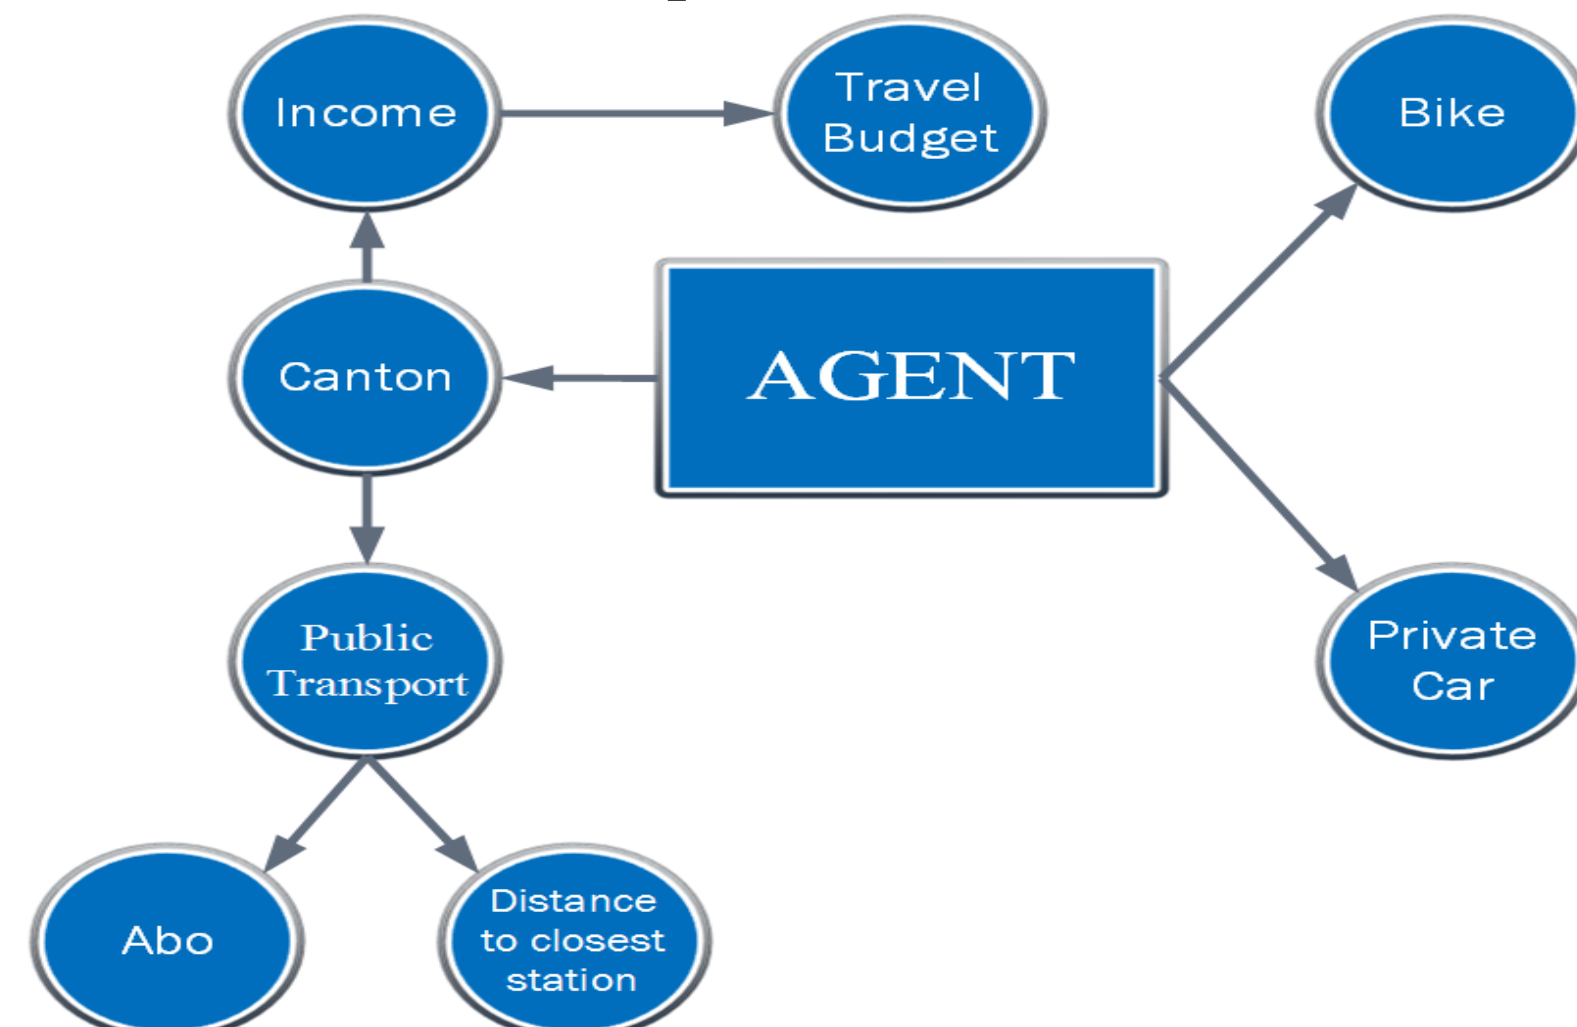 Income
Travel
Budget
Bike
Canton
AGENT
Public
Transport
Private
Car
Abo
Distance
to closest
station